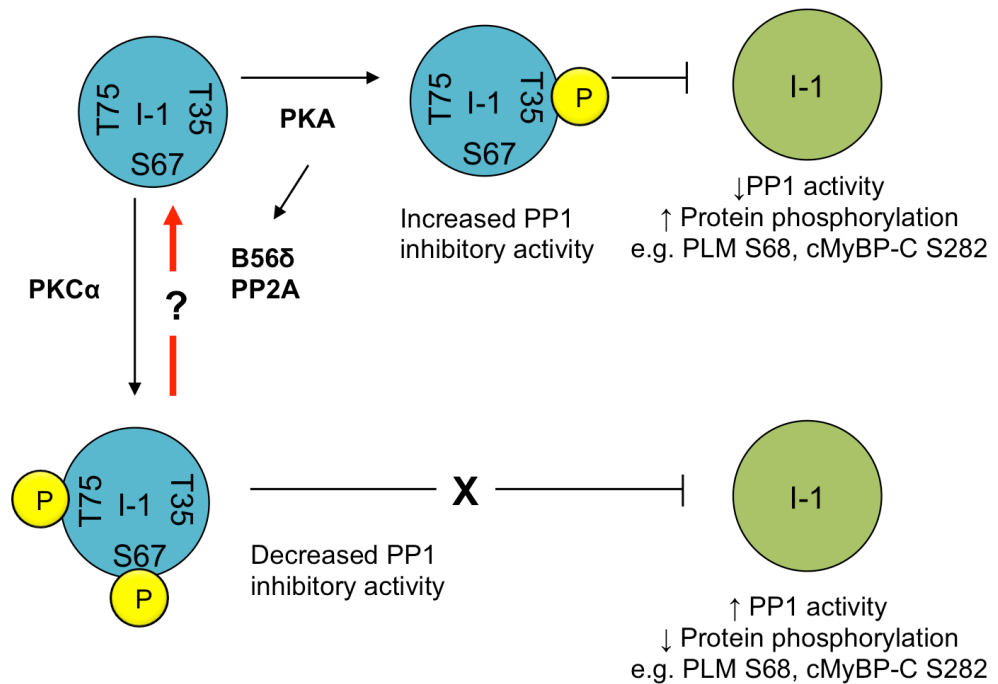 T75
I-1
T35
S67
PKA
T75
I-1
T35
S67
P
I-1
↓PP1 activity
↑ Protein phosphorylation
e.g. PLM S68, cMyBP-C S282
Increased PP1
inhibitory activity
B56δ
PP2A
PKCα
?
P
T75
I-1
T35
S67
P
X
Decreased PP1
inhibitory activity
I-1
↑ PP1 activity
↓ Protein phosphorylation
e.g. PLM S68, cMyBP-C S282